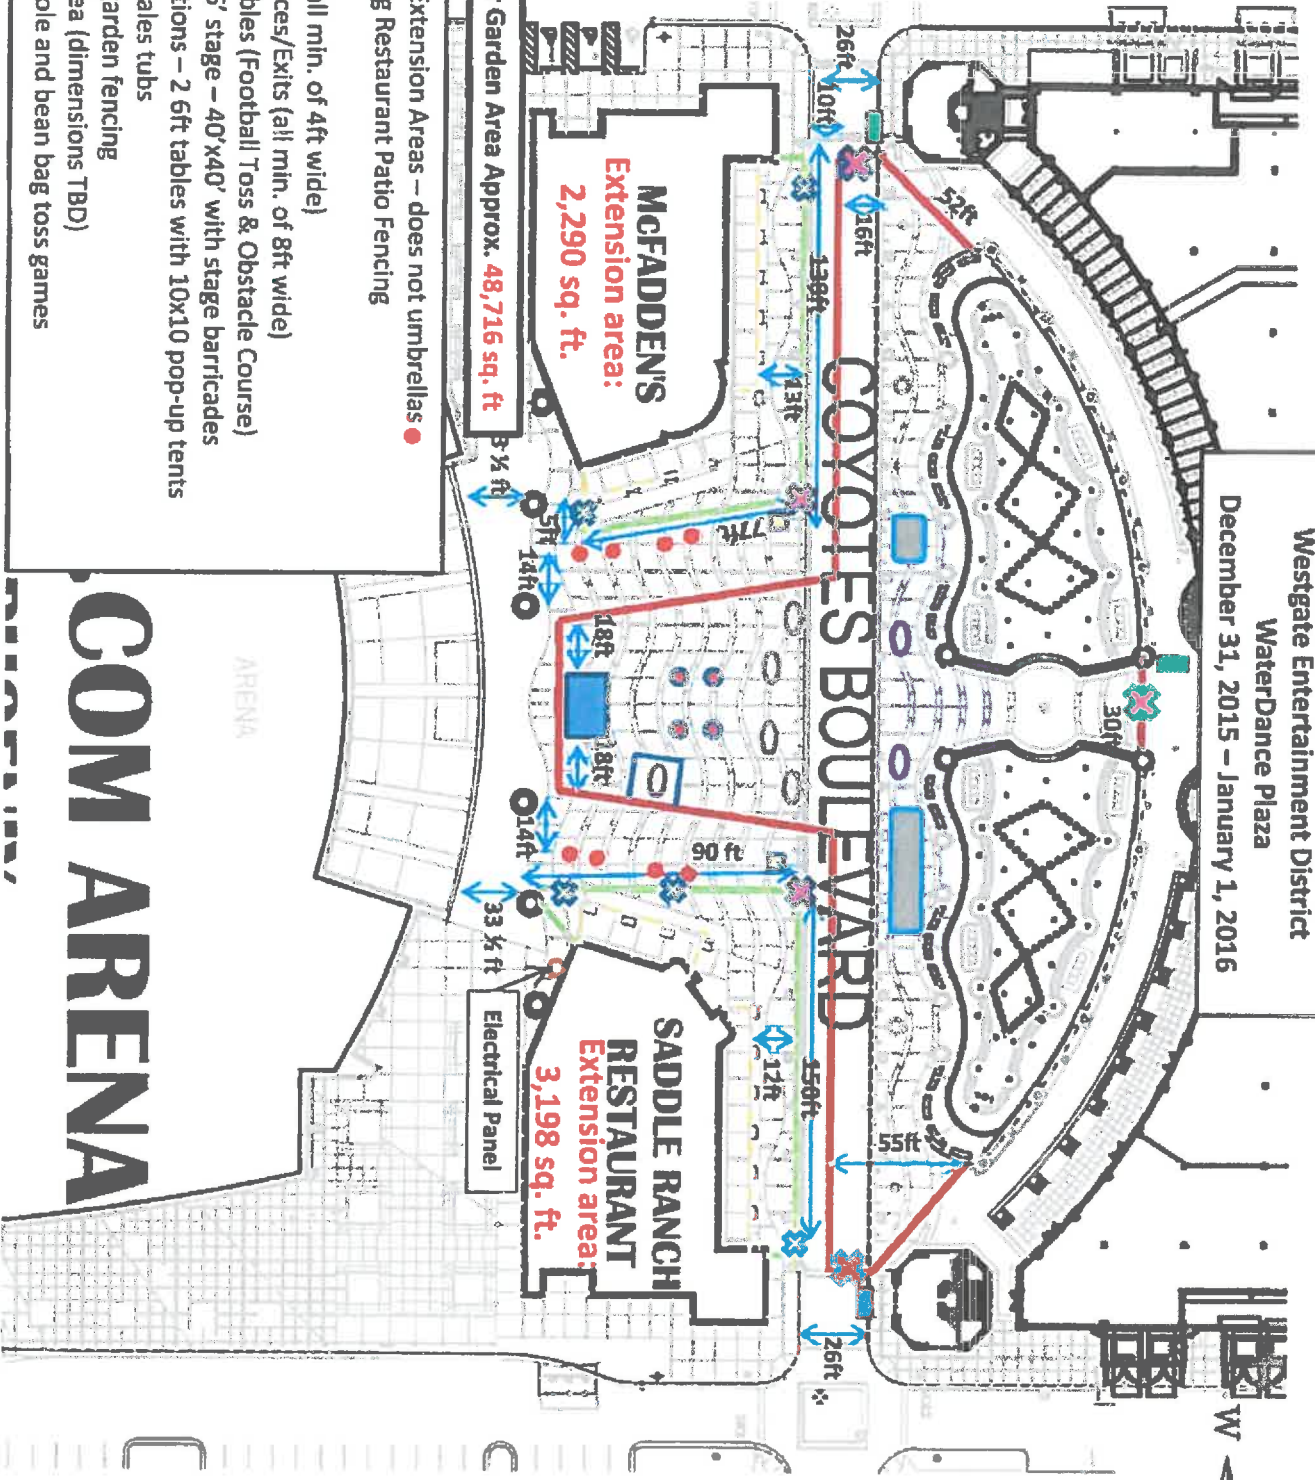 Westgate Entertainment District
WaterDance Plaza
December 31, 2015 – January 1, 2016
W
26ft
10ft
16ft
52ft
138ft
13ft
30ft
COYOTES BOULEVARD
McFADDEN'S
Extension area:
2,290 sq. ft.
77ft
5ft
14ft
18ft
18ft
14ft
90 ft
33 ⅓ ft
150ft
12ft
55ft
26ft
SADDLE RANCH
RESTAURANT
Extension area:
3,198 sq. ft.
Electrical Panel
Garden Area Approx. 48,716 sq. ft
Extension Areas – does not umbrellas
g Restaurant Patio Fencing
all min. of 4ft wide)
ces/Exits (all min. of 8ft wide)
bles (Football Toss & Obstacle Course)
stage – 40'x40' with stage barricades
tions – 2 6ft tables with 10x10 pop-up tents
ales tubs
arden fencing
ea (dimensions TBD)
ole and bean bag toss games
ARENA
.COM ARENA